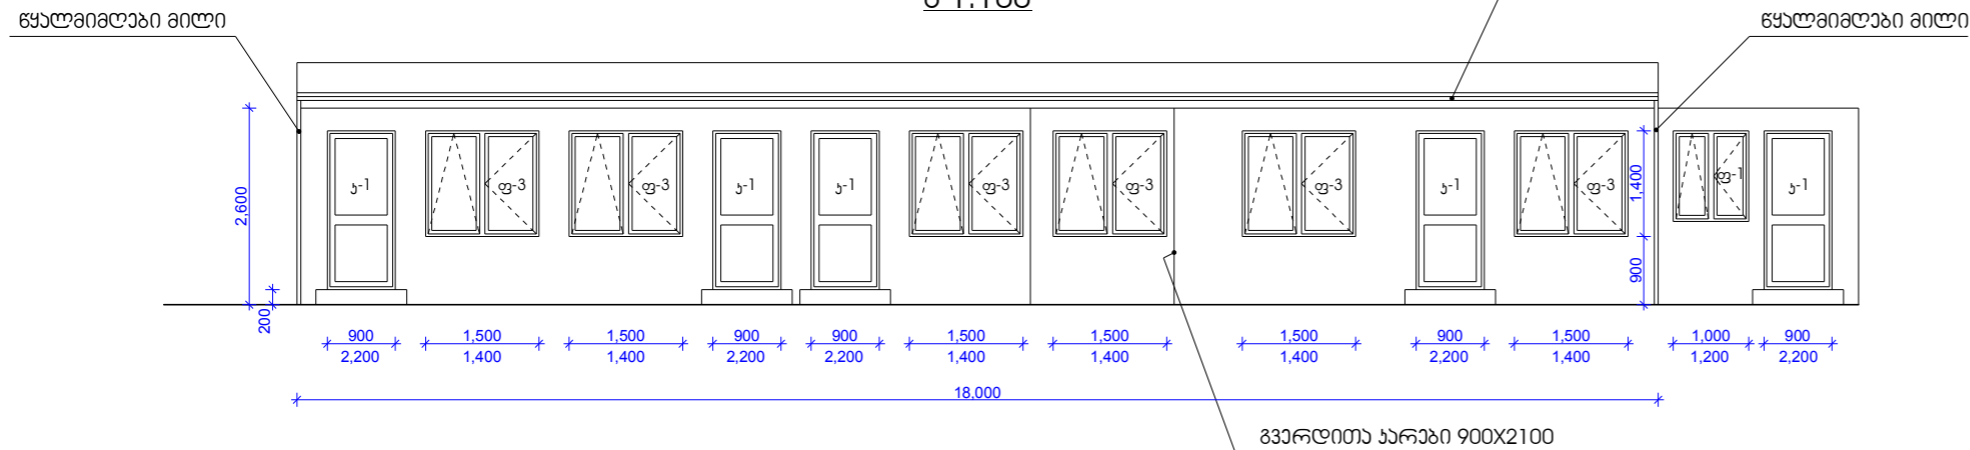 მ 1:100
წყალმიმღები მილი
წყალმიმღები მილი
კ-1
ფ-3
ფ-3
კ-1
კ-1
ფ-3
ფ-3
ფ-3
კ-1
ფ-3
ფ-1
კ-1
2,600
200
1,400
900
900 1,500 1,500 900 900 1,500 1,500 1,500 900 1,500 1,000 900
2,200 1,400 1,400 2,200 2,200 1,400 1,400 1,400 2,200 1,400 1,200 2,200
18,000
გვერდითა კარები 900X2100